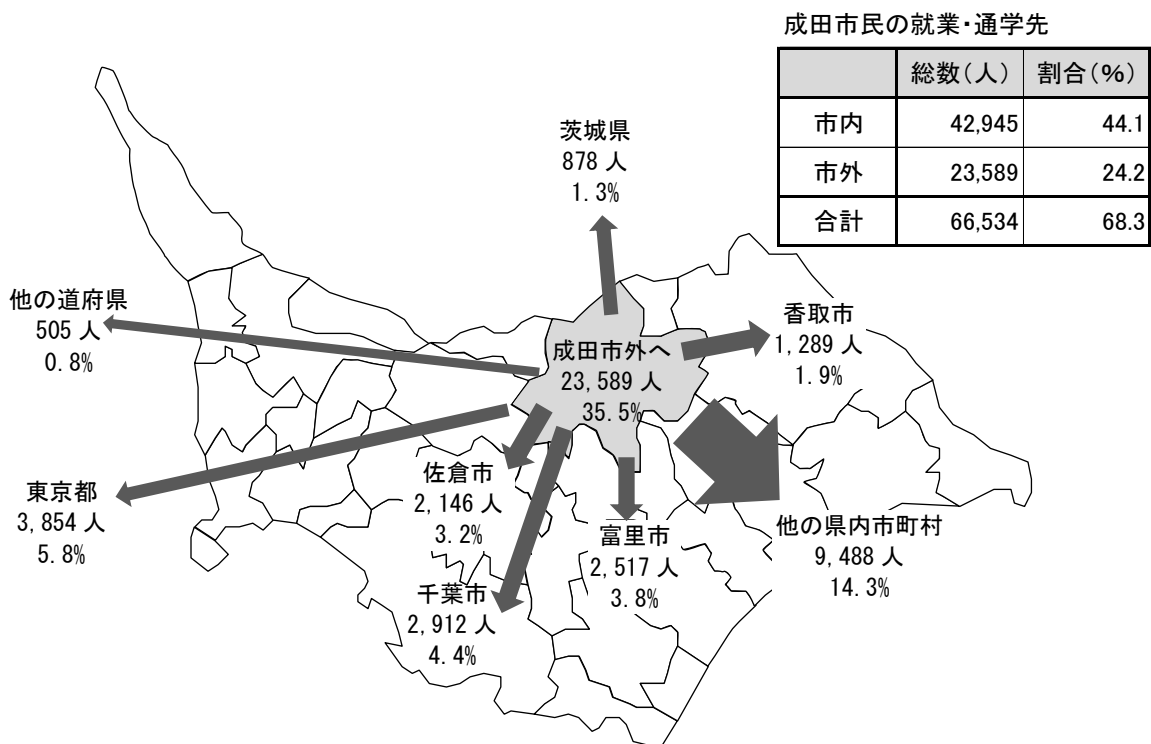 成田市民の就業・通学先
総数(人) 割合(%)
市内 42,945 44.1
市外 23,589 24.2
合計 66,534 68.3
茨城県
878 人
1.3%
他の道府県
505 人
0.8%
香取市
1,289 人
1.9%
成田市外へ
23,589 人
35.5%
東京都
3,854 人
5.8%
佐倉市
2,146 人
3.2%
富里市
2,517 人
3.8%
他の県内市町村
9,488 人
14.3%
千葉市
2,912 人
4.4%